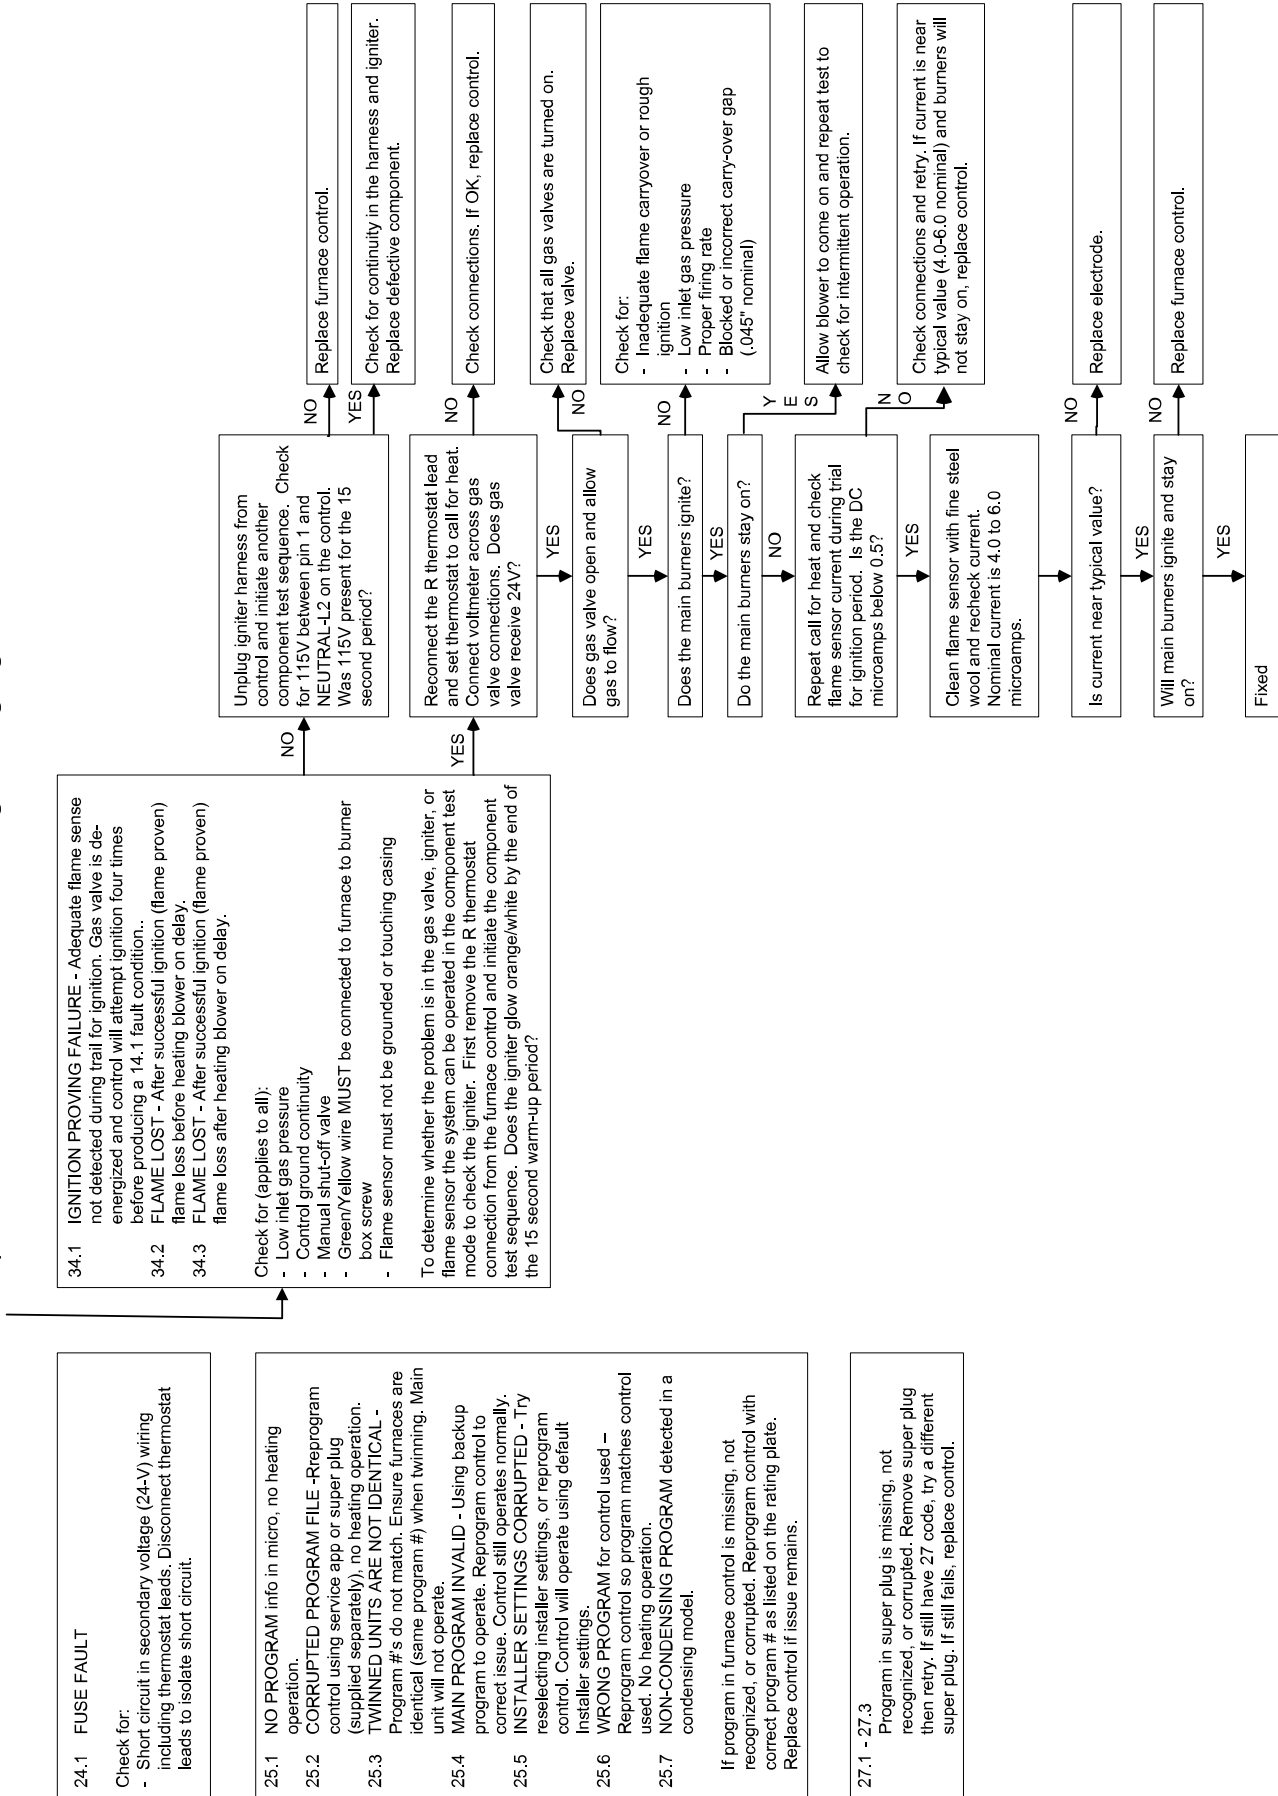 24.1 FUSE FAULT
Check for:
- Short circuit in secondary voltage (24-V) wiring
including thermostat leads. Disconnect thermostat
leads to isolate short circuit.
25.1 NO PROGRAM info in micro, no heating
operation.
25.2 CORRUPTED PROGRAM FILE -Rreprogram
control using service app or super plug
(supplied separately), no heating operation.
25.3 TWINNED UNITS ARE NOT IDENTICAL -
Program #'s do not match. Ensure furnaces are
identical (same program #) when twinning. Main
unit will not operate.
25.4 MAIN PROGRAM INVALID - Using backup
program to operate. Reprogram control to
correct issue. Control still operates normally.
25.5 INSTALLER SETTINGS CORRUPTED - Try
reselecting installer settings, or reprogram
control. Control will operate using default
Installer settings.
25.6 WRONG PROGRAM for control used –
Reprogram control so program matches control
used. No heating operation.
25.7 NON-CONDENSING PROGRAM detected in a
condensing model.
If program in furnace control is missing, not
recognized, or corrupted. Reprogram control with
correct program # as listed on the rating plate.
Replace control if issue remains.
27.1 - 27.3
Program in super plug is missing, not
recognized, or corrupted. Remove super plug
then retry. If still have 27 code, try a different
super plug. If still fails, replace control.
34.1 IGNITION PROVING FAILURE - Adequate flame sense
not detected during trail for ignition. Gas valve is de-
energized and control will attempt ignition four times
before producing a 14.1 fault condition..
34.2 FLAME LOST - After successful ignition (flame proven)
flame loss before heating blower on delay.
34.3 FLAME LOST - After successful ignition (flame proven)
flame loss after heating blower on delay.
Check for (applies to all):
- Low inlet gas pressure
- Control ground continuity
- Manual shut-off valve
- Green/Yellow wire MUST be connected to furnace to burner
box screw
- Flame sensor must not be grounded or touching casing
To determine whether the problem is in the gas valve, igniter, or
flame sensor the system can be operated in the component test
mode to check the igniter. First remove the R thermostat
connection from the furnace control and initiate the component
test sequence. Does the igniter glow orange/white by the end of
the 15 second warm-up period?
NO
YES
Unplug igniter harness from
control and initiate another
component test sequence. Check
for 115V between pin 1 and
NEUTRAL-L2 on the control.
Was 115V present for the 15
second period?
NO
Replace furnace control.
YES
Check for continuity in the harness and igniter.
Replace defective component.
Reconnect the R thermostat lead
and set thermostat to call for heat.
Connect voltmeter across gas
valve connections. Does gas
valve receive 24V?
NO
Check connections. If OK, replace control.
YES
Does gas valve open and allow
gas to flow?
NO
Check that all gas valves are turned on.
Replace valve.
YES
Does the main burners ignite?
NO
Check for:
- Inadequate flame carryover or rough
ignition
- Low inlet gas pressure
- Proper firing rate
- Blocked or incorrect carry-over gap
(.045" nominal)
YES
Do the main burners stay on?
Y
E
S
Allow blower to come on and repeat test to
check for intermittent operation.
NO
Repeat call for heat and check
flame sensor current during trial
for ignition period. Is the DC
microamps below 0.5?
N
O
Check connections and retry. If current is near
typical value (4.0-6.0 nominal) and burners will
not stay on, replace control.
YES
Clean flame sensor with fine steel
wool and recheck current.
Nominal current is 4.0 to 6.0
microamps.
Is current near typical value?
NO
Replace electrode.
YES
Will main burners ignite and stay
on?
NO
Replace furnace control.
YES
Fixed